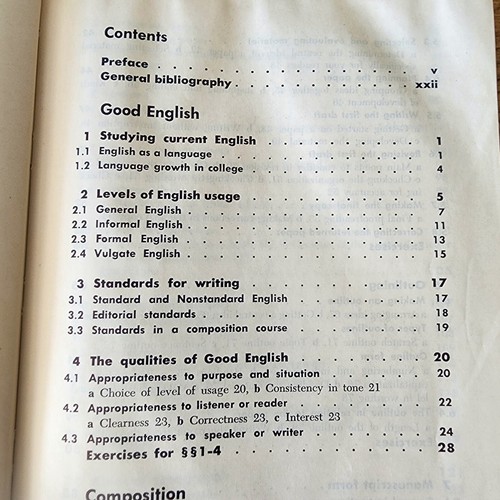 Contents
Preface . . . . . . . . . . . . . . . . v
General bibliography . . . . . . . . . . . . xxii
Good English
1 Studying current English . . . . . . . . . . 1
1.1 English as a language . . . . . . . . . . . 1
1.2 Language growth in college . . . . . . . . . 4
2 Levels of English usage . . . . . . . . . . 5
2.1 General English . . . . . . . . . . . . . 7
2.2 Informal English . . . . . . . . . . . . . 11
2.3 Formal English . . . . . . . . . . . . . 13
2.4 Vulgate English . . . . . . . . . . . . . 15
3 Standards for writing . . . . . . . . . . . 17
3.1 Standard and Nonstandard English . . . . . . . 17
3.2 Editorial standards . . . . . . . . . . . . 18
3.3 Standards in a composition course . . . . . . . 19
4 The qualities of Good English . . . . . . . . 20
4.1 Appropriateness to purpose and situation . . . . . 20
a Choice of level of usage 20, b Consistency in tone 21
4.2 Appropriateness to listener or reader . . . . . . 22
a Clearness 23, b Correctness 23, c Interest 23
4.3 Appropriateness to speaker or writer . . . . . . 24
Exercises for §§1-4 . . . . . . . . . . . . 28
Composition